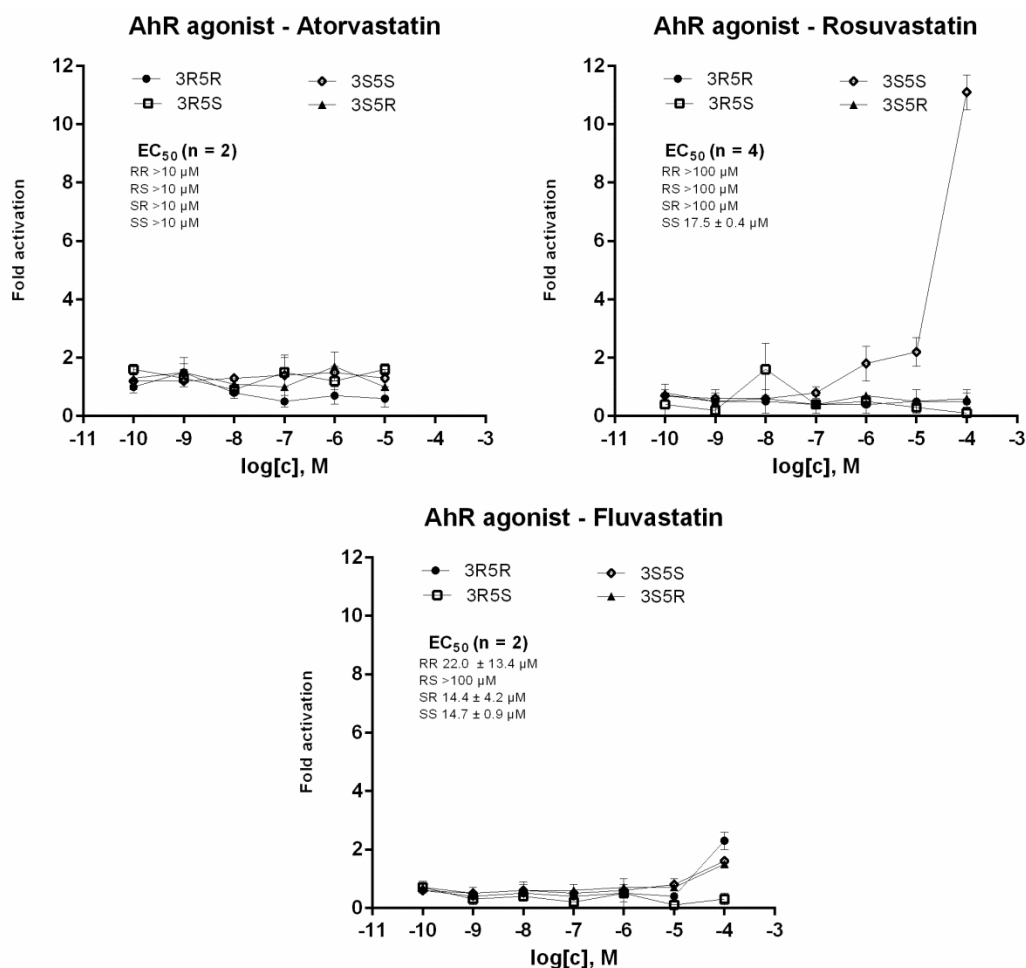 AhR agonist - Atorvastatin
12
10
8
6
4
2
0
Fold activation
3R5R
3R5S
3S5S
3S5R
EC50 (n = 2)
RR >10 µM
RS >10 µM
SR >10 µM
SS >10 µM
-11 -10 -9 -8 -7 -6 -5 -4 -3
log[c], M
AhR agonist - Rosuvastatin
12
10
8
6
4
2
0
Fold activation
3R5R
3R5S
3S5S
3S5R
EC50 (n = 4)
RR >100 µM
RS >100 µM
SR >100 µM
SS 17.5 ± 0.4 µM
-11 -10 -9 -8 -7 -6 -5 -4 -3
log[c], M
AhR agonist - Fluvastatin
12
10
8
6
4
2
0
Fold activation
3R5R
3R5S
3S5S
3S5R
EC50 (n = 2)
RR 22.0 ± 13.4 µM
RS >100 µM
SR 14.4 ± 4.2 µM
SS 14.7 ± 0.9 µM
-11 -10 -9 -8 -7 -6 -5 -4 -3
log[c], M